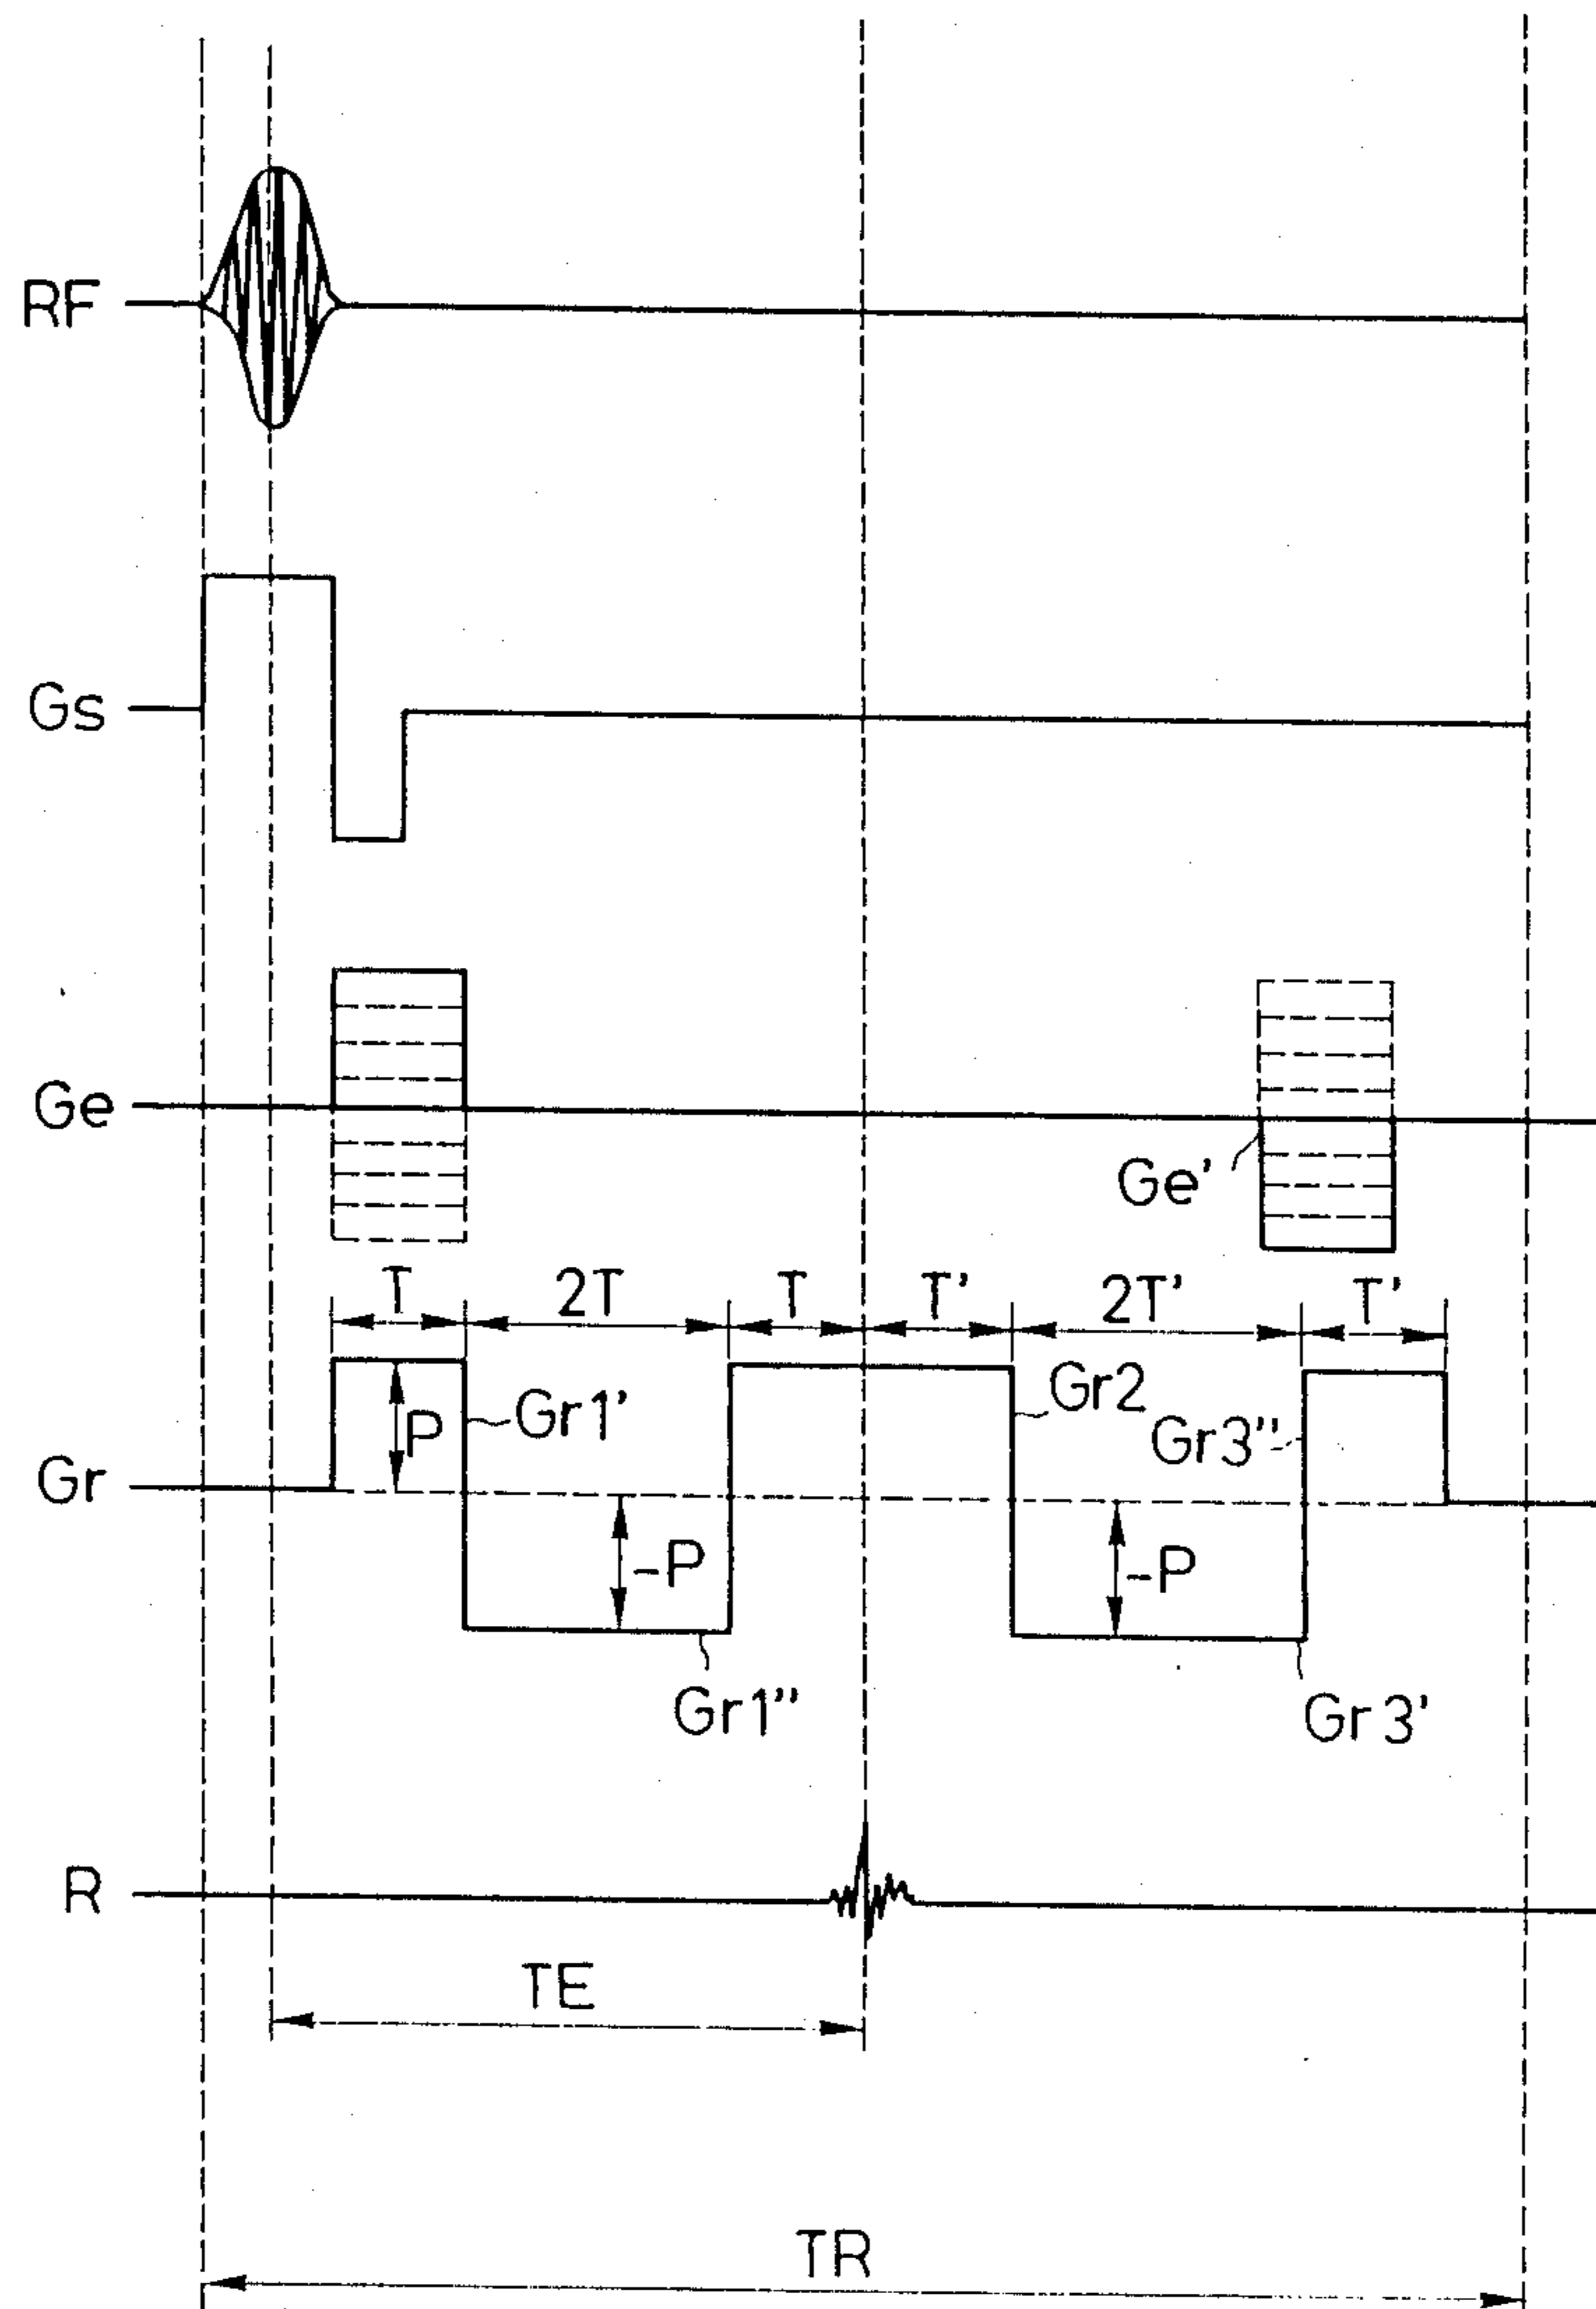 RF
Gs
Ge
Ge'
T 2T T T' 2T' T'
Gr
P
Gr1'
Gr2
Gr3"
-P
-P
Gr1"
Gr3'
R
TE
TR